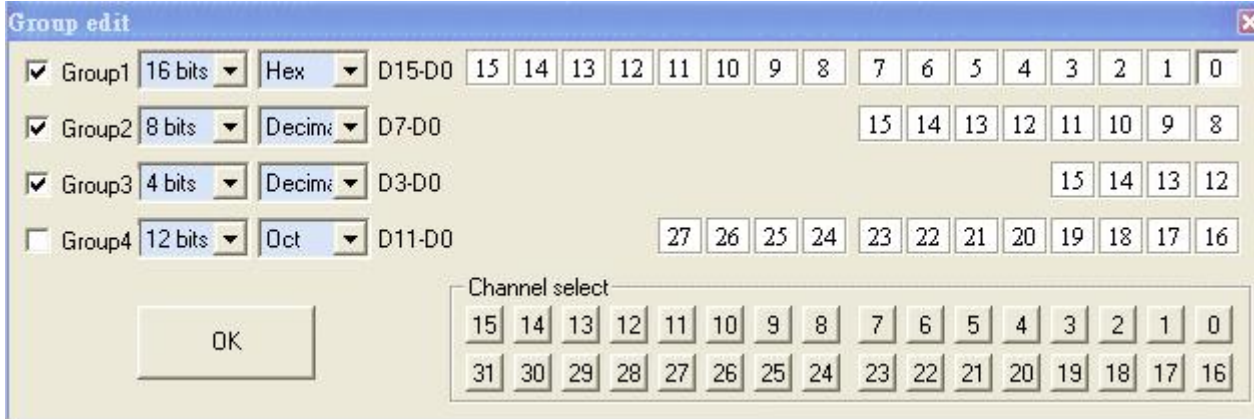 Group edit
Group1 16 bits Hex D15-D0 15 14 13 12 11 10 9 8 7 6 5 4 3 2 1 0
Group2 8 bits Decima D7-D0 15 14 13 12 11 10 9 8
Group3 4 bits Decima D3-D0 15 14 13 12
Group4 12 bits Oct D11-D0 27 26 25 24 23 22 21 20 19 18 17 16
Channel select
15 14 13 12 11 10 9 8 7 6 5 4 3 2 1 0
OK
31 30 29 28 27 26 25 24 23 22 21 20 19 18 17 16